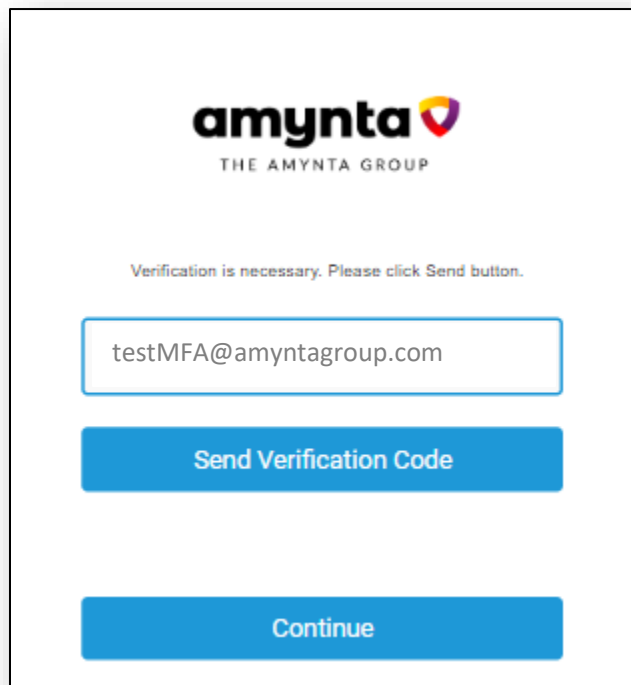 amynta
THE AMYNTA GROUP
Verification is necessary. Please click Send button.
testMFA@amyntagroup.com
Send Verification Code
Continue